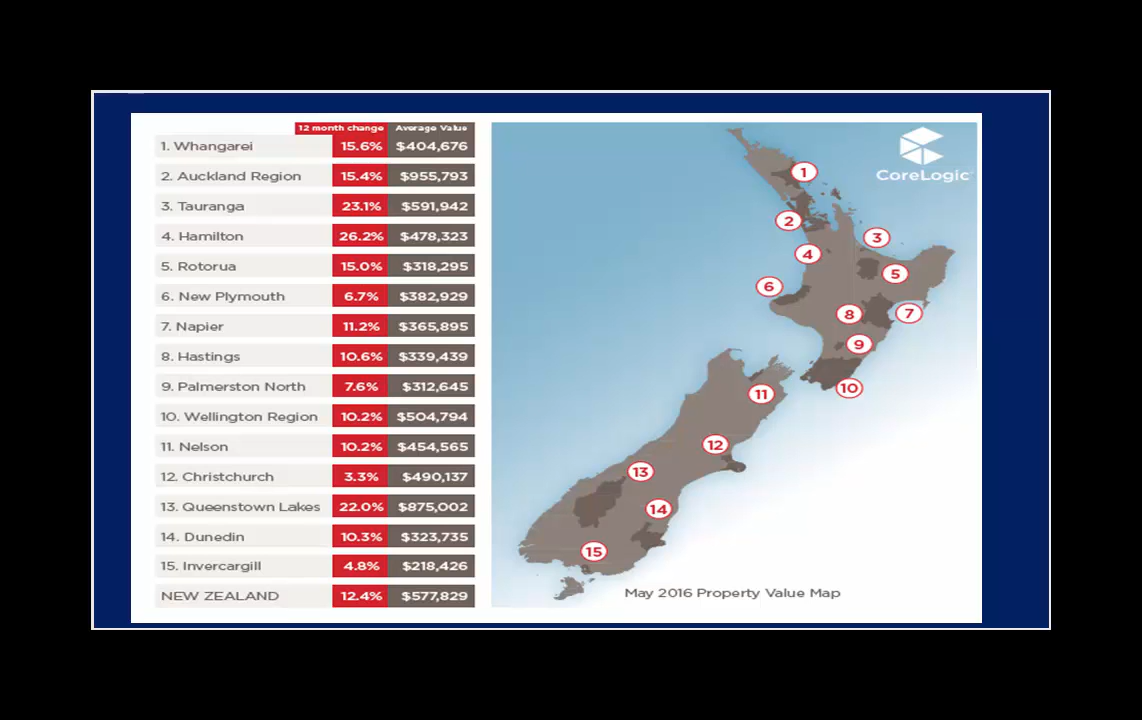 12 month change Average Value
1. Whangarei 15.6% $404,676
2. Auckland Region 15.4% $955,793
3. Tauranga 23.1% $591,942
4. Hamilton 26.2% $478,323
5. Rotorua 15.0% $318,295
6. New Plymouth 6.7% $382,929
7. Napier 11.2% $365,895
8. Hastings 10.6% $339,439
9. Palmerston North 7.6% $312,645
10. Wellington Region 10.2% $504,794
11. Nelson 10.2% $454,565
12. Christchurch 3.3% $490,137
13. Queenstown Lakes 22.0% $875,002
14. Dunedin 10.3% $323,735
15. Invercargill 4.8% $218,426
NEW ZEALAND 12.4% $577,829
CoreLogic
1
2
3
4
5
6
8
7
9
10
11
12
13
14
15
May 2016 Property Value Map